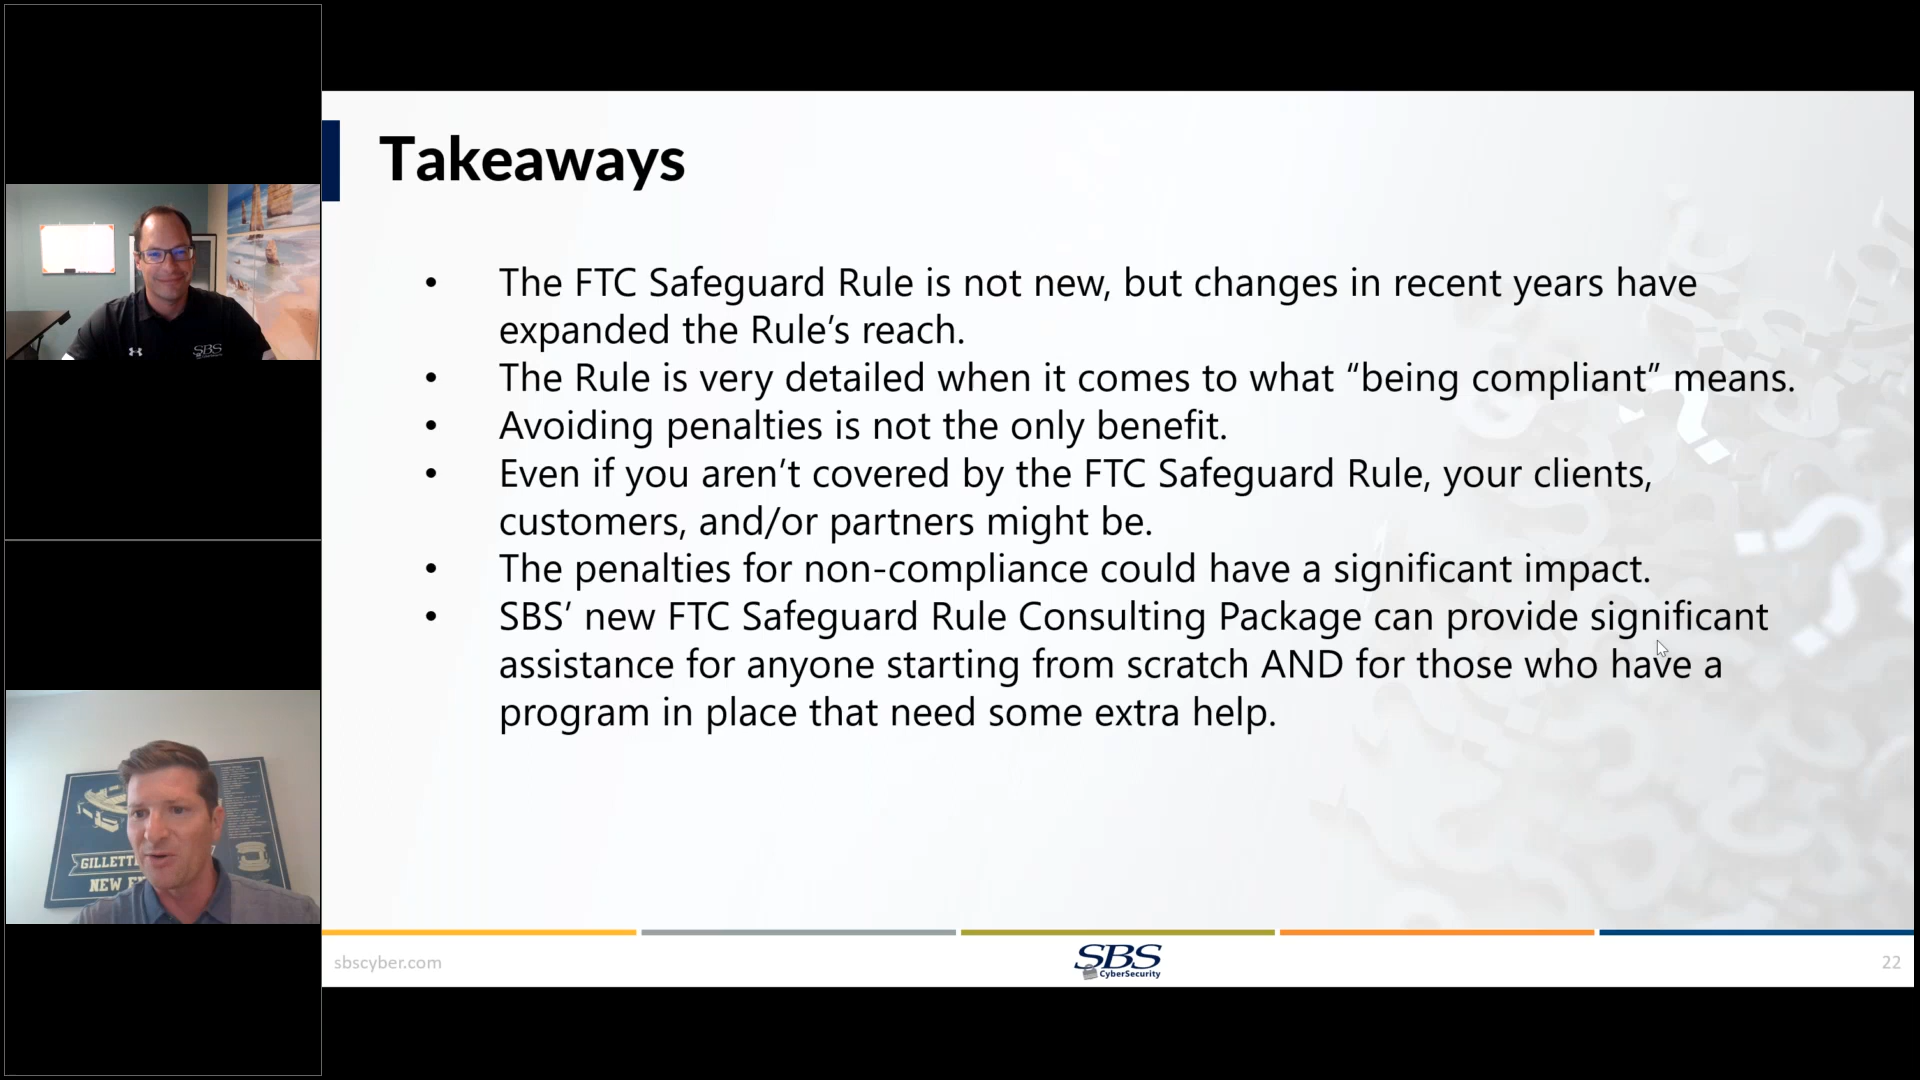 Takeaways
• The FTC Safeguard Rule is not new, but changes in recent years have
expanded the Rule’s reach.
• The Rule is very detailed when it comes to what “being compliant” means.
• Avoiding penalties is not the only benefit.
• Even if you aren’t covered by the FTC Safeguard Rule, your clients,
customers, and/or partners might be.
• The penalties for non-compliance could have a significant impact.
• SBS’ new FTC Safeguard Rule Consulting Package can provide significant
assistance for anyone starting from scratch AND for those who have a
program in place that need some extra help.
sbscyber.com
SBS
CyberSecurity
22
SBS
GILLETT
NEW